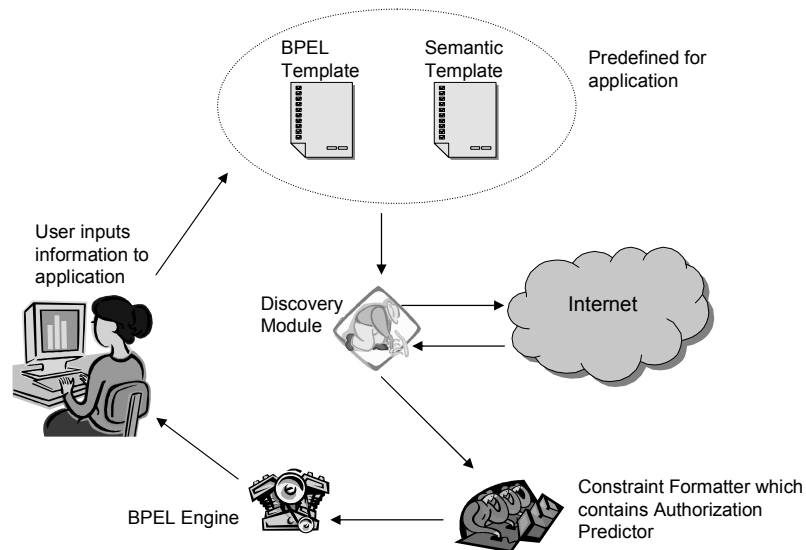 BPEL
Template
Semantic
Template
Predefined for
application
User inputs
information to
application
Discovery
Module
Internet
Constraint Formatter which
contains Authorization
Predictor
BPEL Engine